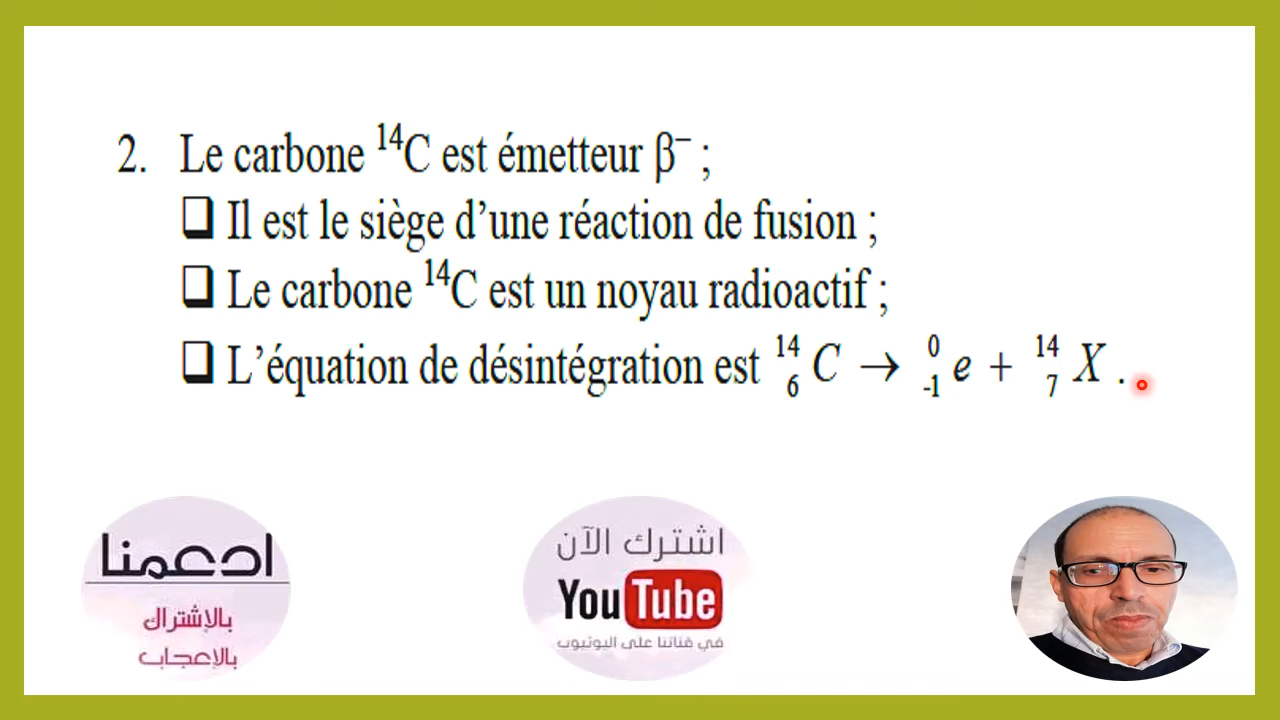 2. Le carbone ¹⁴C est émetteur β⁻ ;
❑ Il est le siège d’une réaction de fusion ;
❑ Le carbone ¹⁴C est un noyau radioactif ;
❑ L’équation de désintégration est ¹⁴₆C → ⁰₋₁e + ¹⁴₇X .
ادعمنا
بالإشتراك
بالإعجاب
اشترك الآن
YouTube
في قناتنا على اليوتيوب